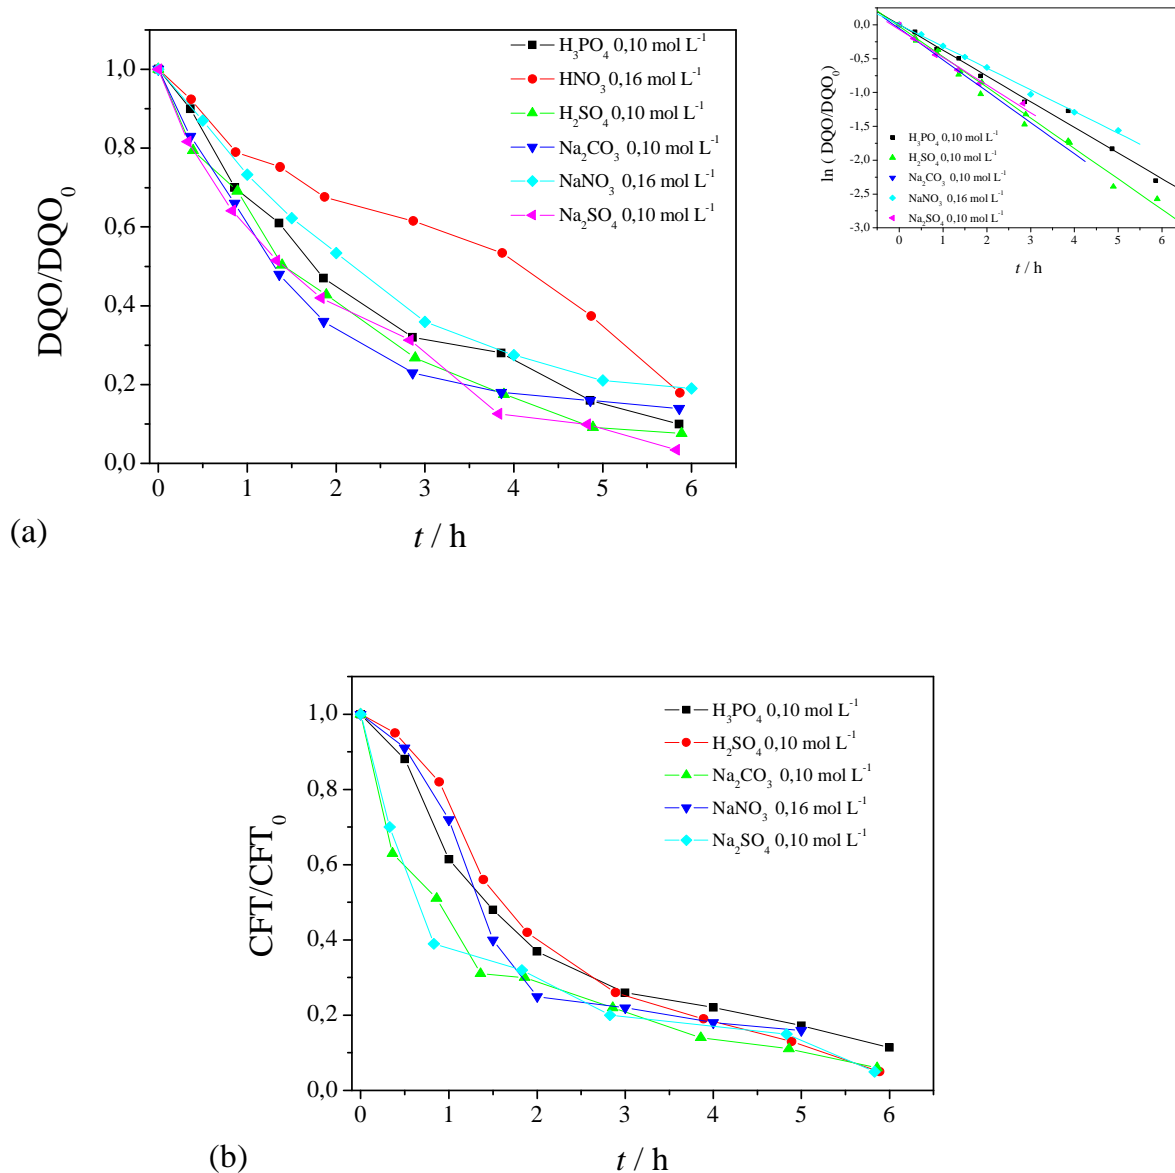 H₃PO₄ 0,10 mol L⁻¹
HNO₃ 0,16 mol L⁻¹
H₂SO₄ 0,10 mol L⁻¹
Na₂CO₃ 0,10 mol L⁻¹
NaNO₃ 0,16 mol L⁻¹
Na₂SO₄ 0,10 mol L⁻¹
1,0
0,8
0,6
0,4
0,2
0,0
DQO/DQO₀
0 1 2 3 4 5 6
t / h
(a)
0,0
-0,5
-1,0
-1,5
-2,0
-2,5
-3,0
ln ( DQO/DQO₀)
H₃PO₄ 0,10 mol L⁻¹
H₂SO₄ 0,10 mol L⁻¹
Na₂CO₃ 0,10 mol L⁻¹
NaNO₃ 0,16 mol L⁻¹
Na₂SO₄ 0,10 mol L⁻¹
0 1 2 3 4 5 6
t / h
H₃PO₄ 0,10 mol L⁻¹
H₂SO₄ 0,10 mol L⁻¹
Na₂CO₃ 0,10 mol L⁻¹
NaNO₃ 0,16 mol L⁻¹
Na₂SO₄ 0,10 mol L⁻¹
1,0
0,8
0,6
0,4
0,2
0,0
CFT/CFT₀
0 1 2 3 4 5 6
t / h
(b)